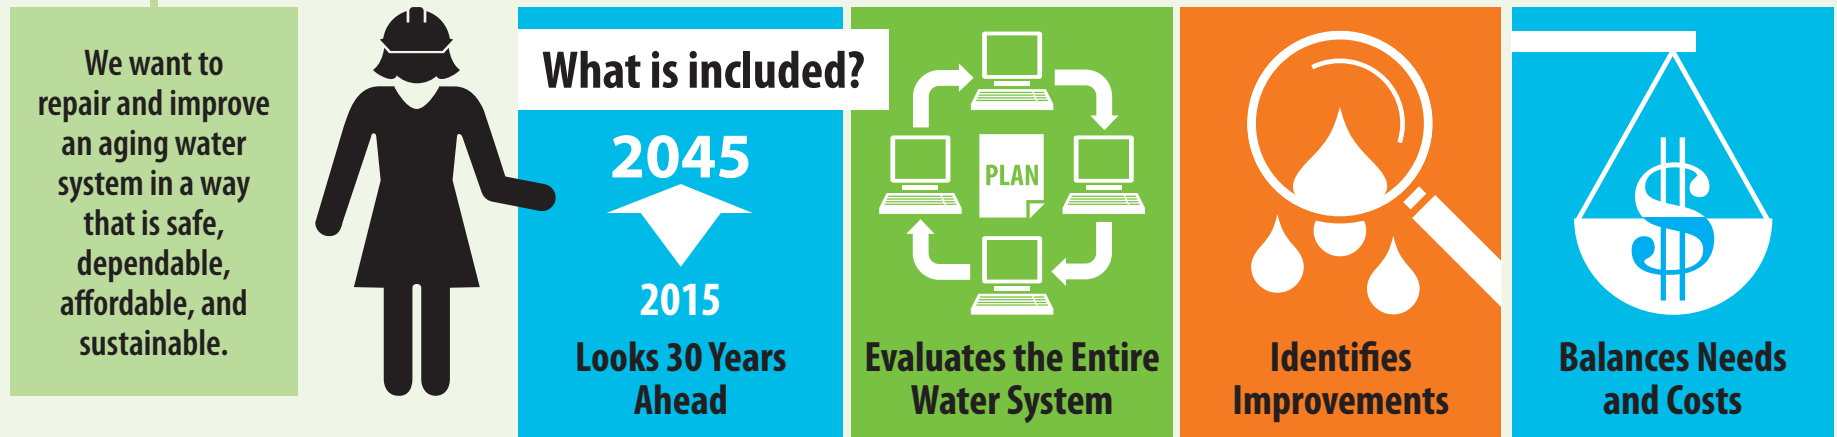 We want to
repair and improve
an aging water
system in a way
that is safe,
dependable,
affordable, and
sustainable.
What is included?
2045
2015
Looks 30 Years
Ahead
PLAN
Evaluates the Entire
Water System
Identifies
Improvements
$
Balances Needs
and Costs